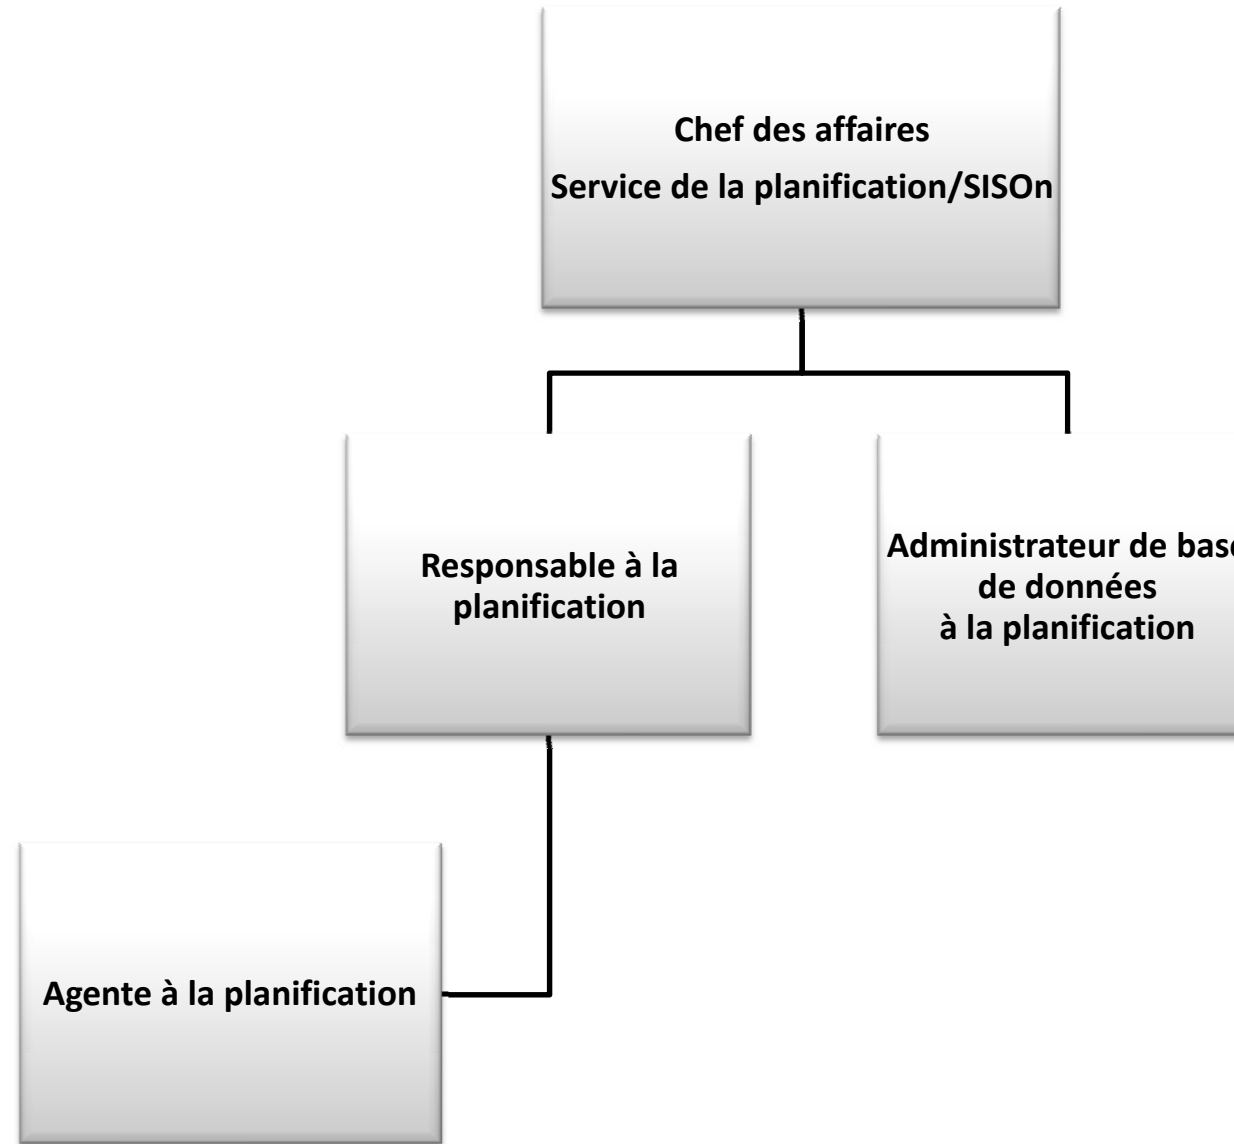 Chef des affaires
Service de la planification/SISOn
Responsable à la
planification
Administrateur de base
de données
à la planification
Agente à la planification